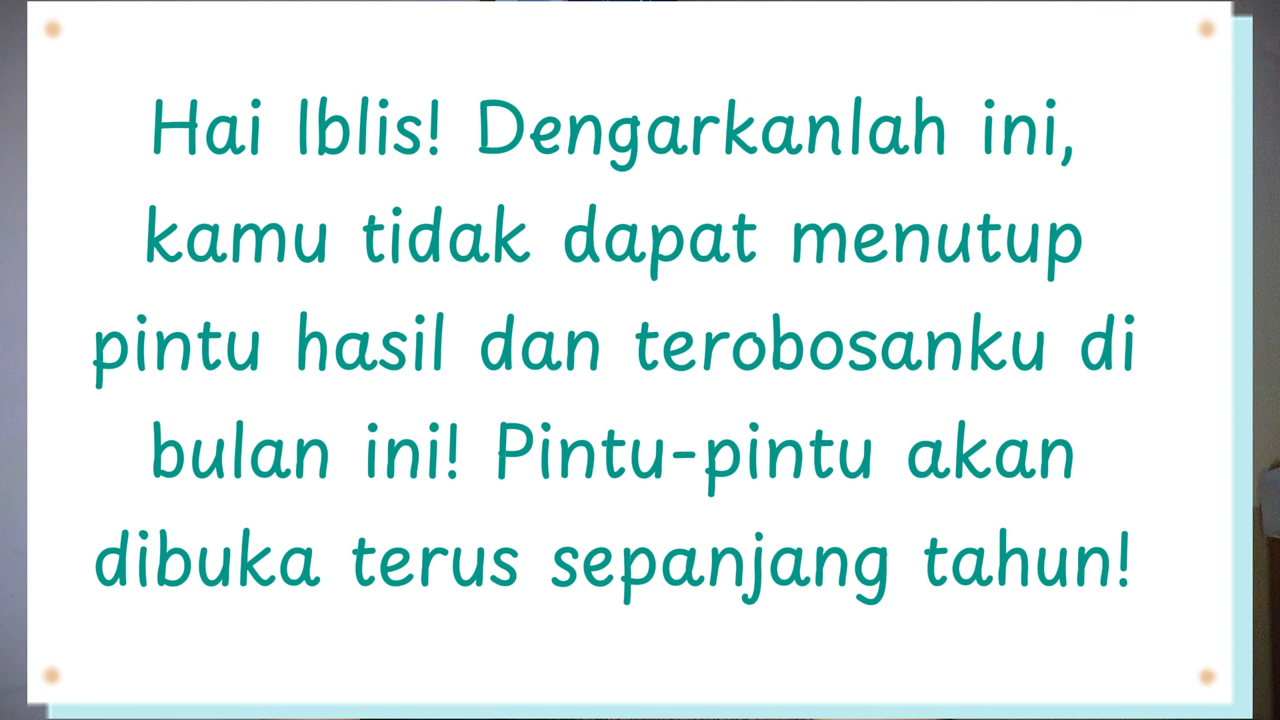 Hai Iblis! Dengarkanlah ini,
kamu tidak dapat menutup
pintu hasil dan terobosanku di
bulan ini! Pintu-pintu akan
dibuka terus sepanjang tahun!